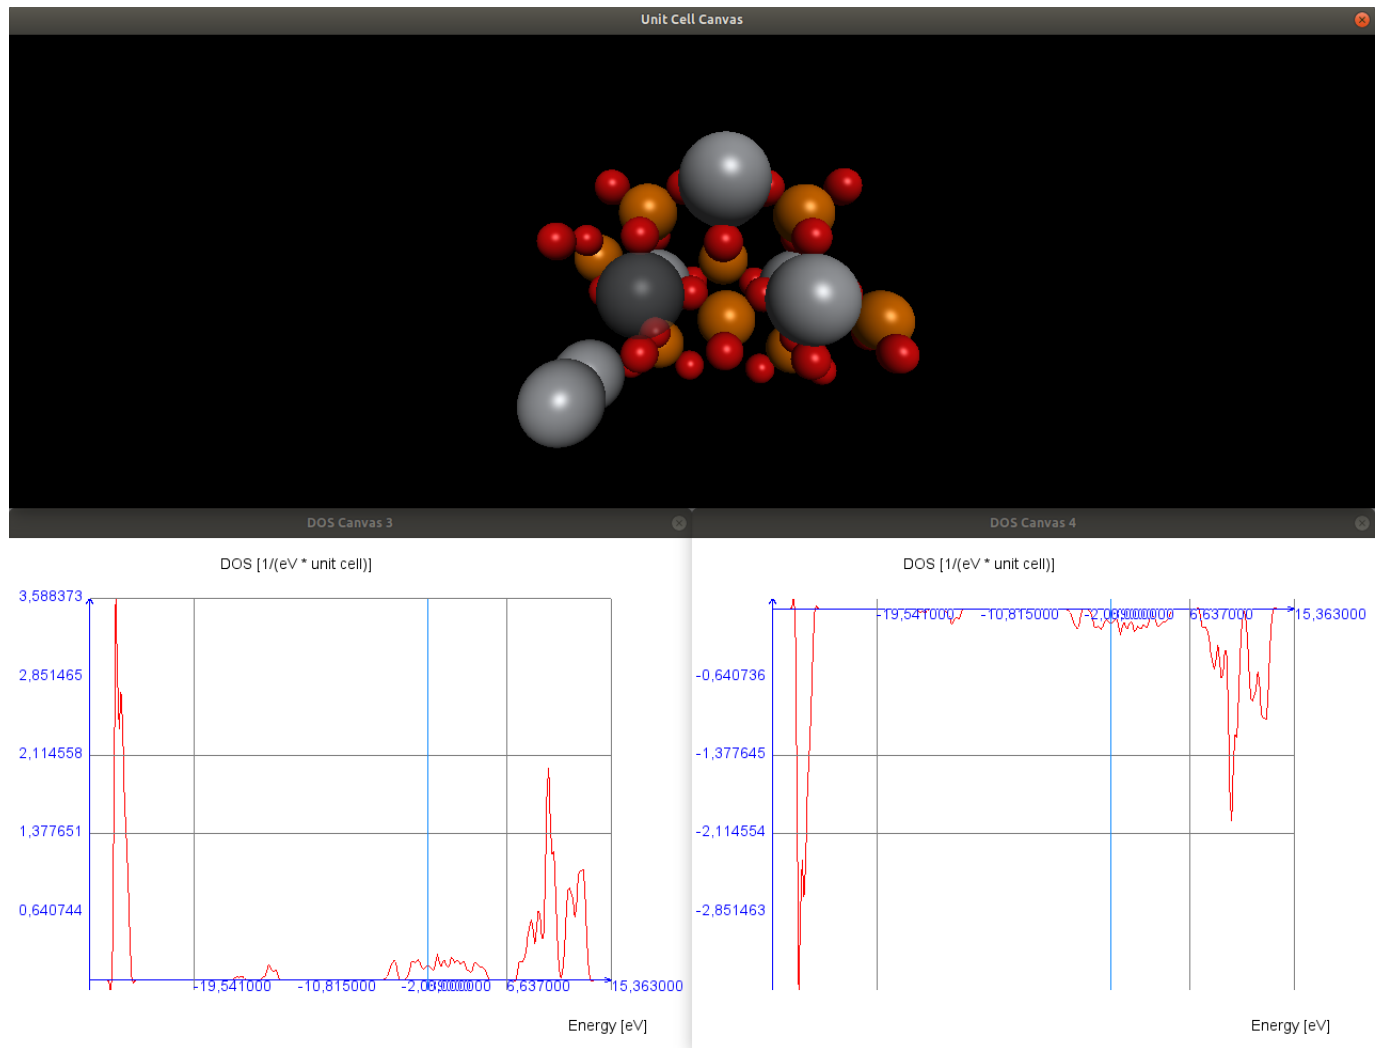 Unit Cell Canvas
DOS Canvas 3
DOS [1/(eV * unit cell)]
3,588373
2,851465
2,114558
1,377651
0,640744
-19,541000
-10,815000
6,637000
15,363000
Energy [eV]
DOS Canvas 4
DOS [1/(eV * unit cell)]
-19,541000
-10,815000
6,637000
15,363000
-0,640736
-1,377645
-2,114554
-2,851463
Energy [eV]